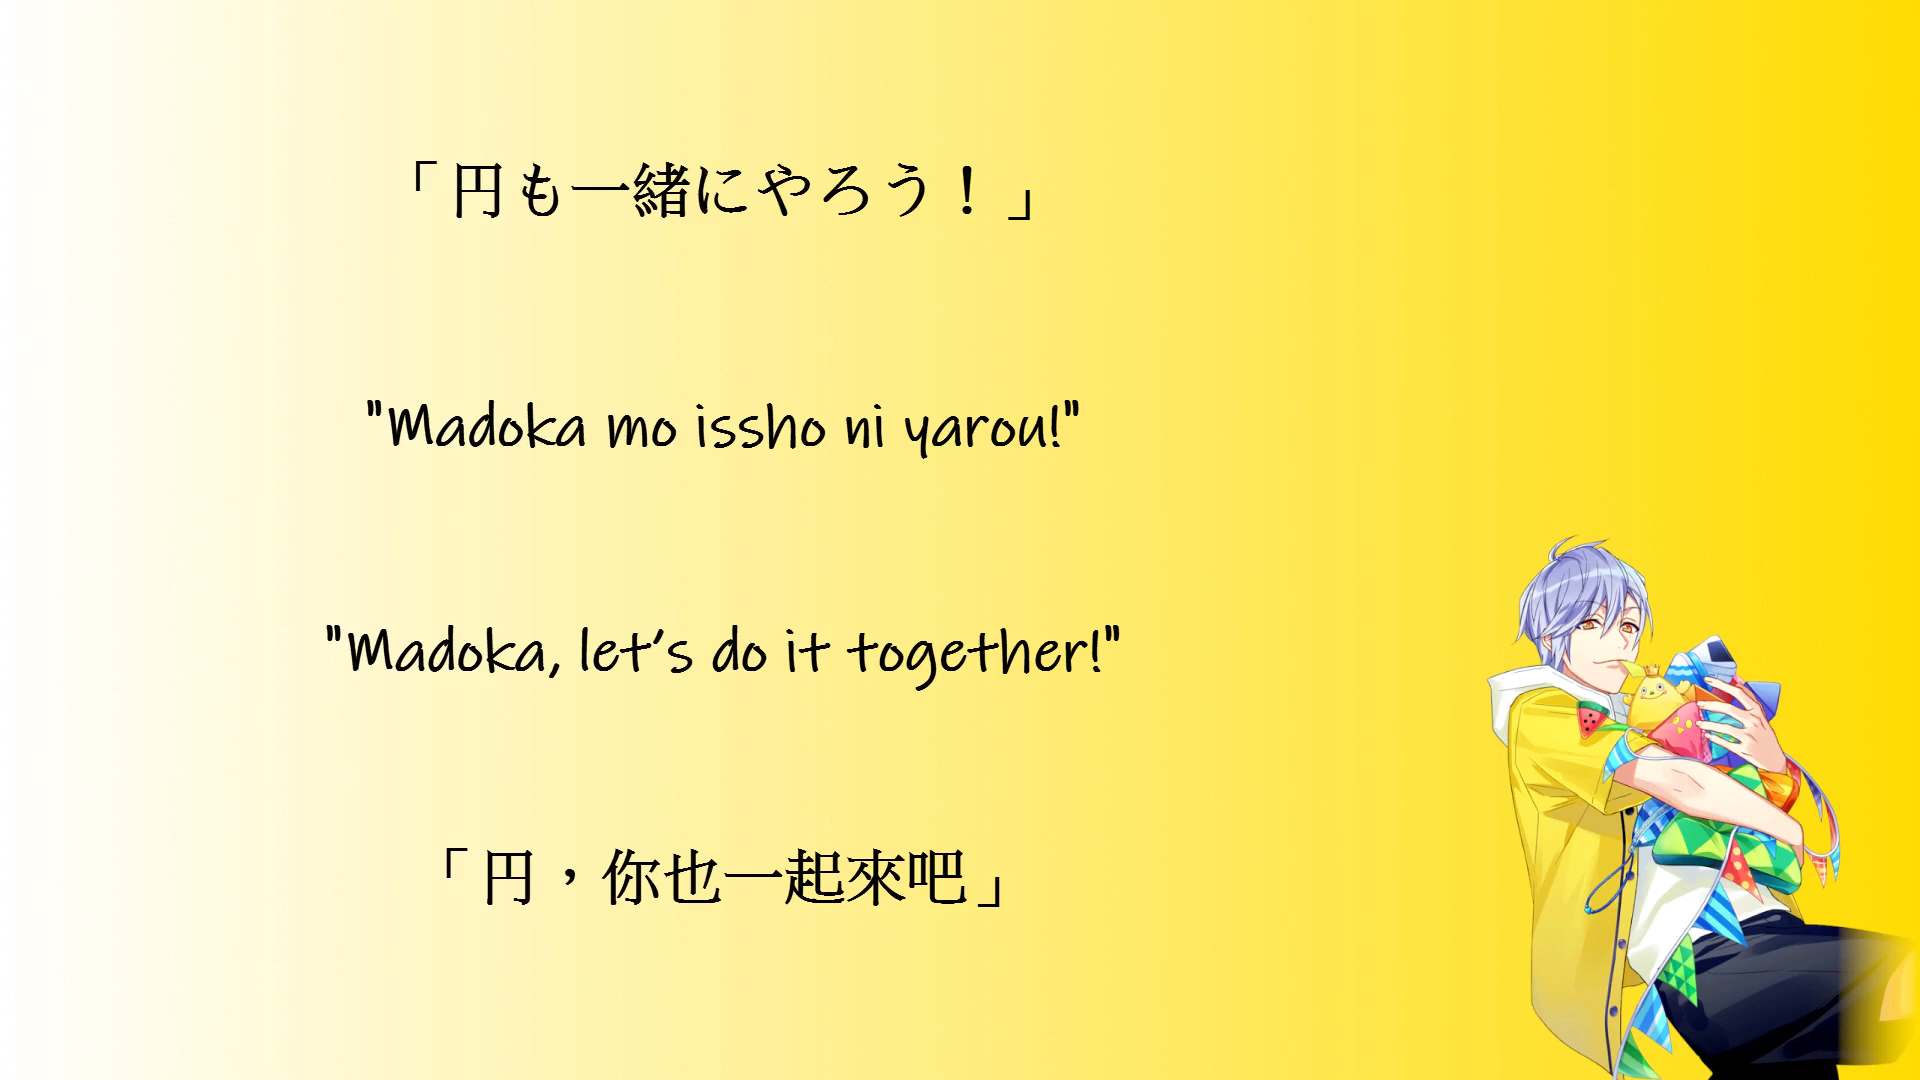 「円も一緒にやろう！」
"Madoka mo issho ni yarou!"
"Madoka, let's do it together!"
「円，你也一起來吧」